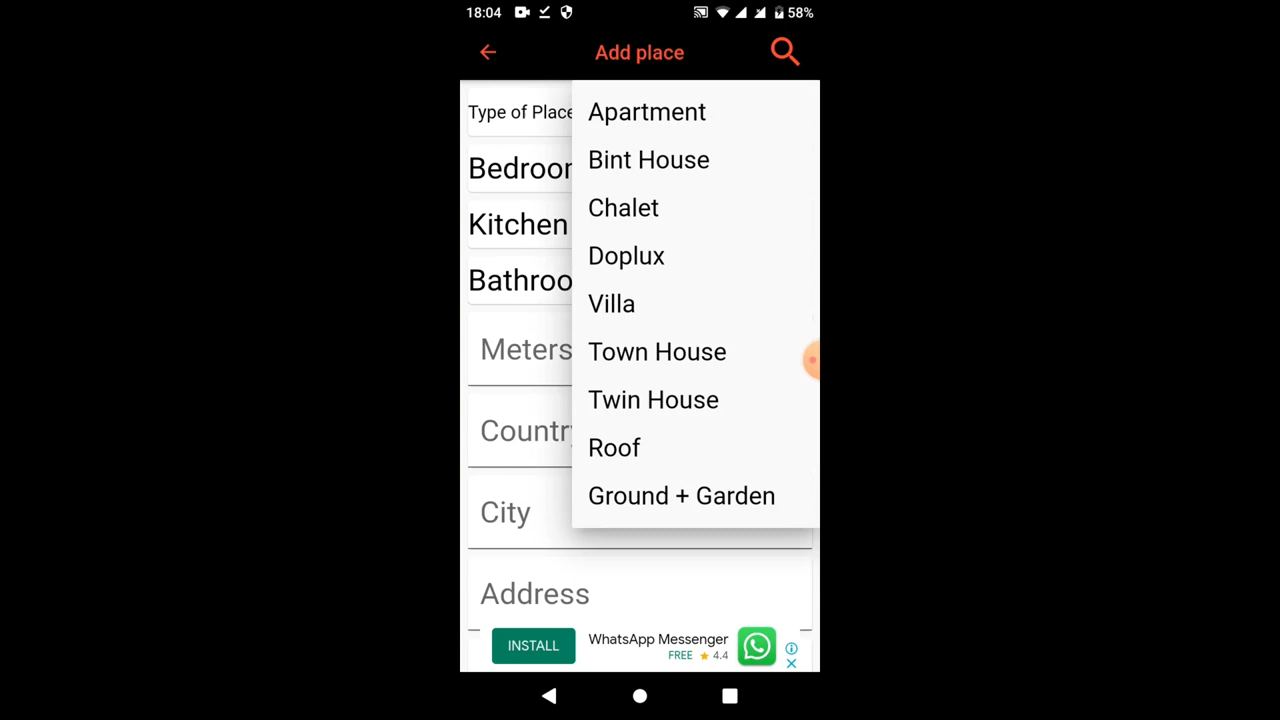 18:04
58%
Add place
Type of Place
Apartment
Bint House
Chalet
Doplux
Villa
Town House
Twin House
Roof
Ground + Garden
Kitchen
Meters
City
Address
INSTALL
WhatsApp Messenger
FREE ★ 4.4